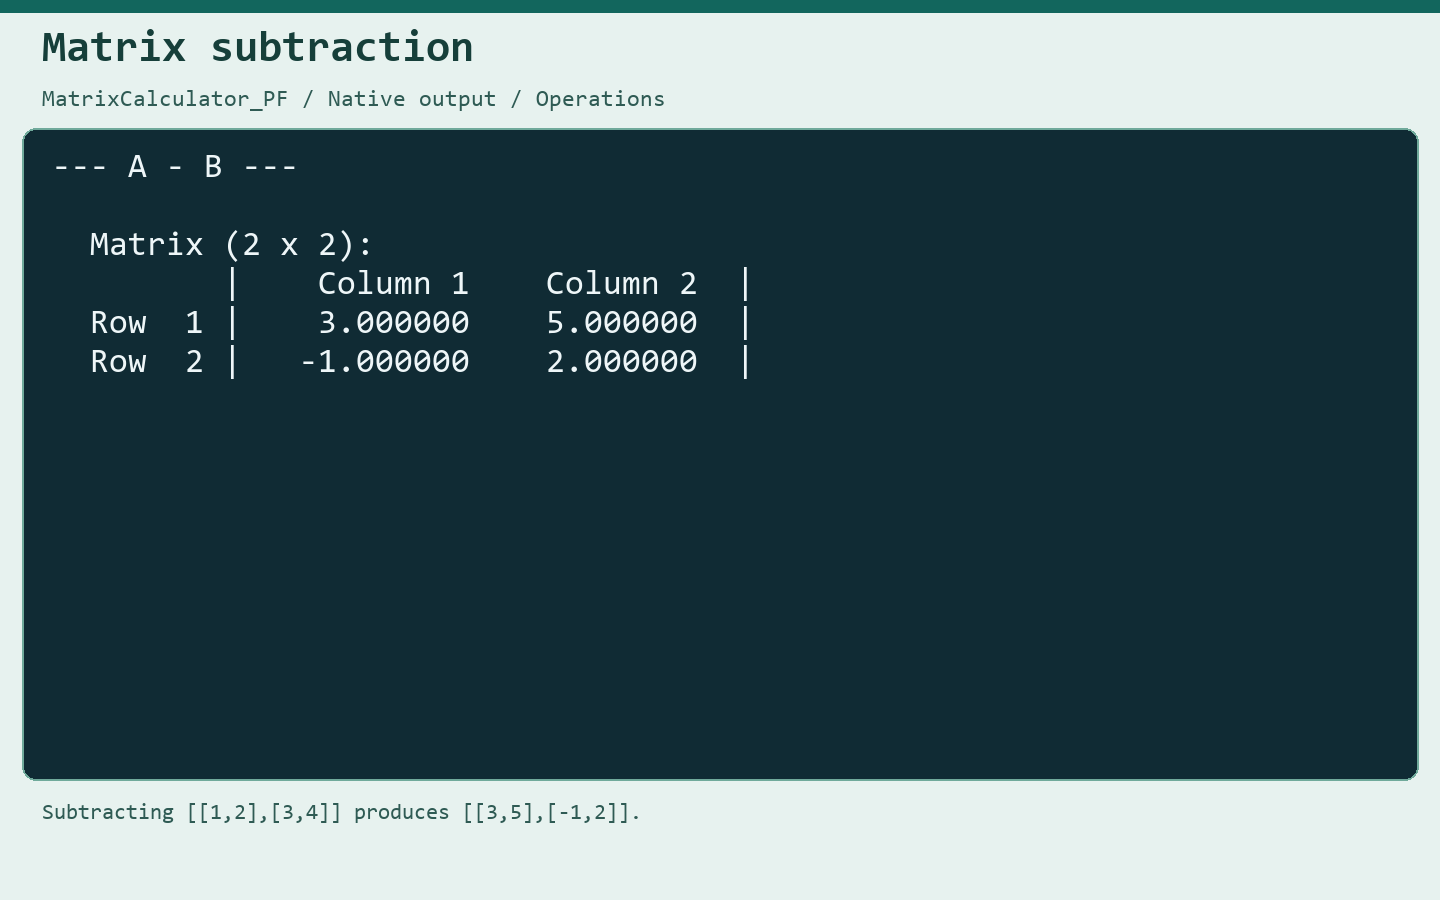 Matrix subtraction
MatrixCalculator_PF / Native output / Operations
--- A - B ---
Matrix (2 x 2):
| Column 1 Column 2 |
Row 1 | 3.000000 5.000000 |
Row 2 | -1.000000 2.000000 |
Subtracting [[1,2],[3,4]] produces [[3,5],[-1,2]].